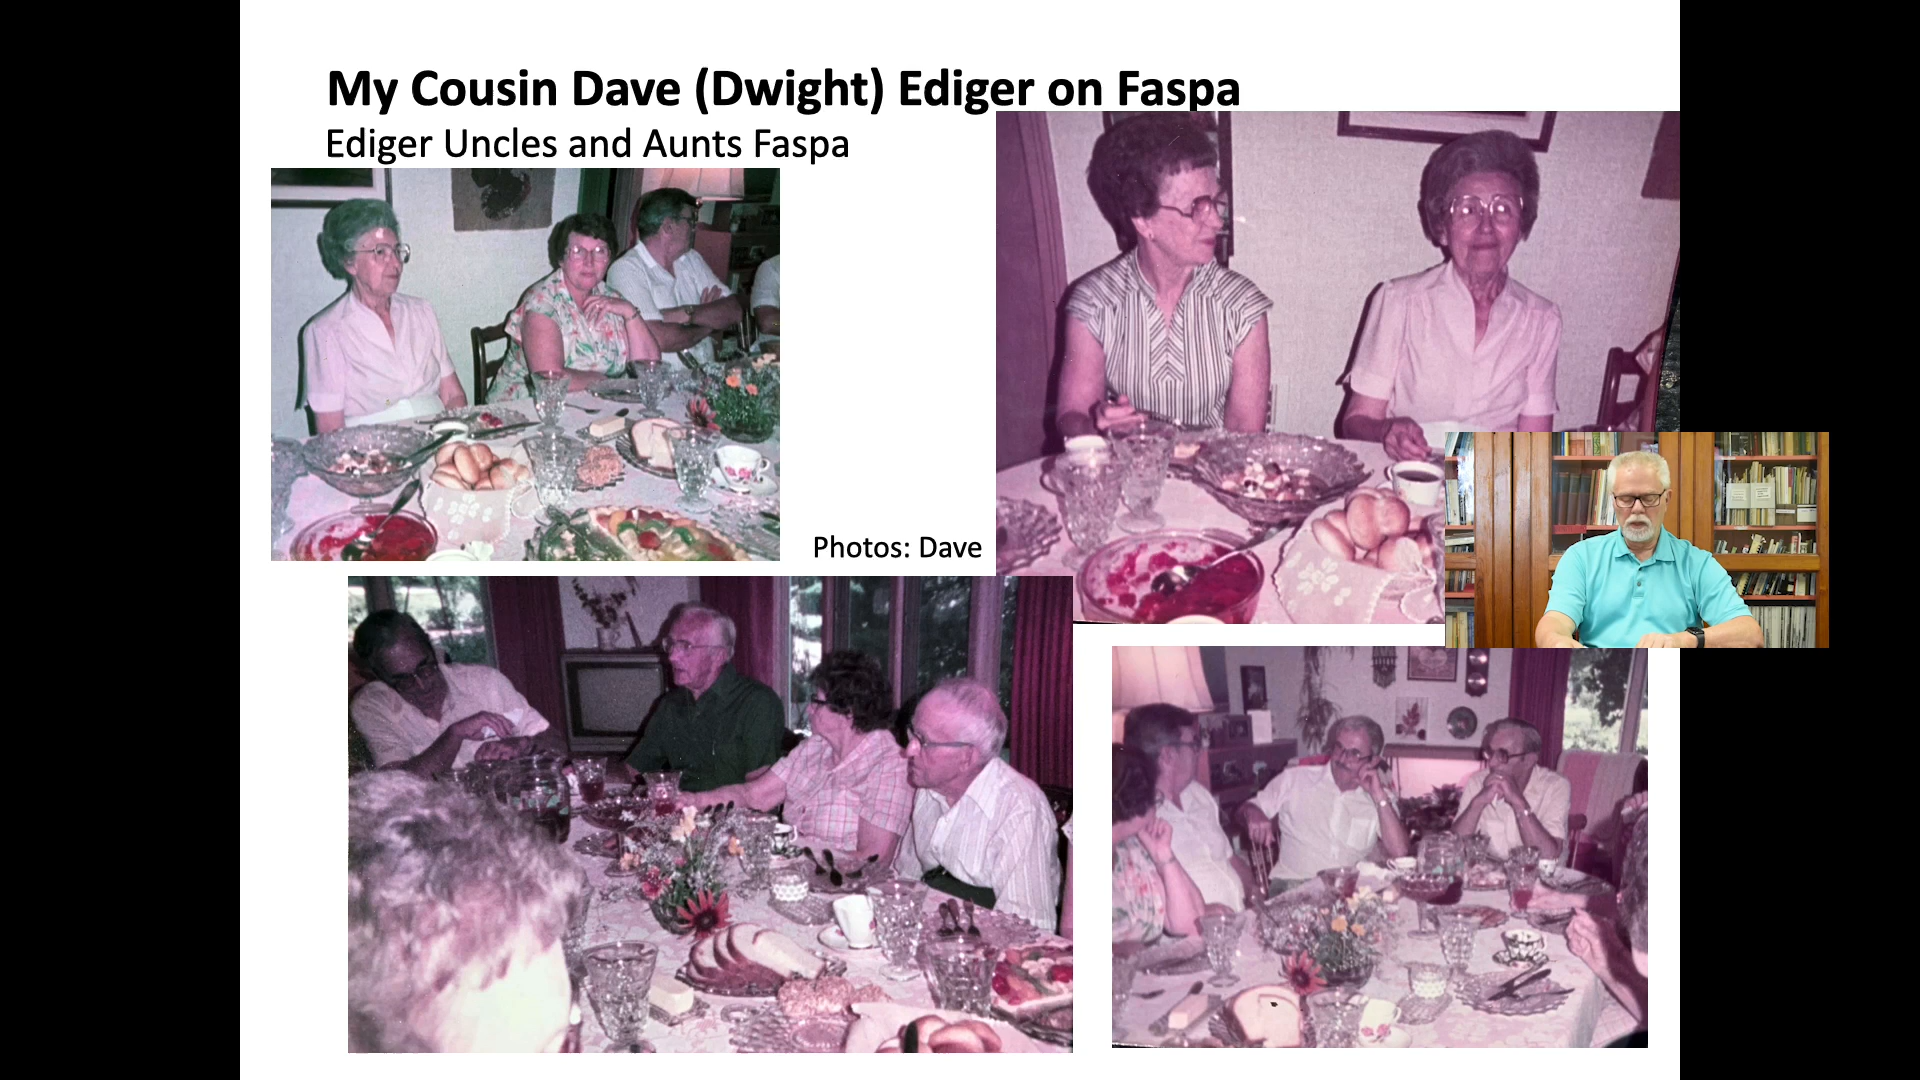 My Cousin Dave (Dwight) Ediger on Faspa
Ediger Uncles and Aunts Faspa
Photos: Dave